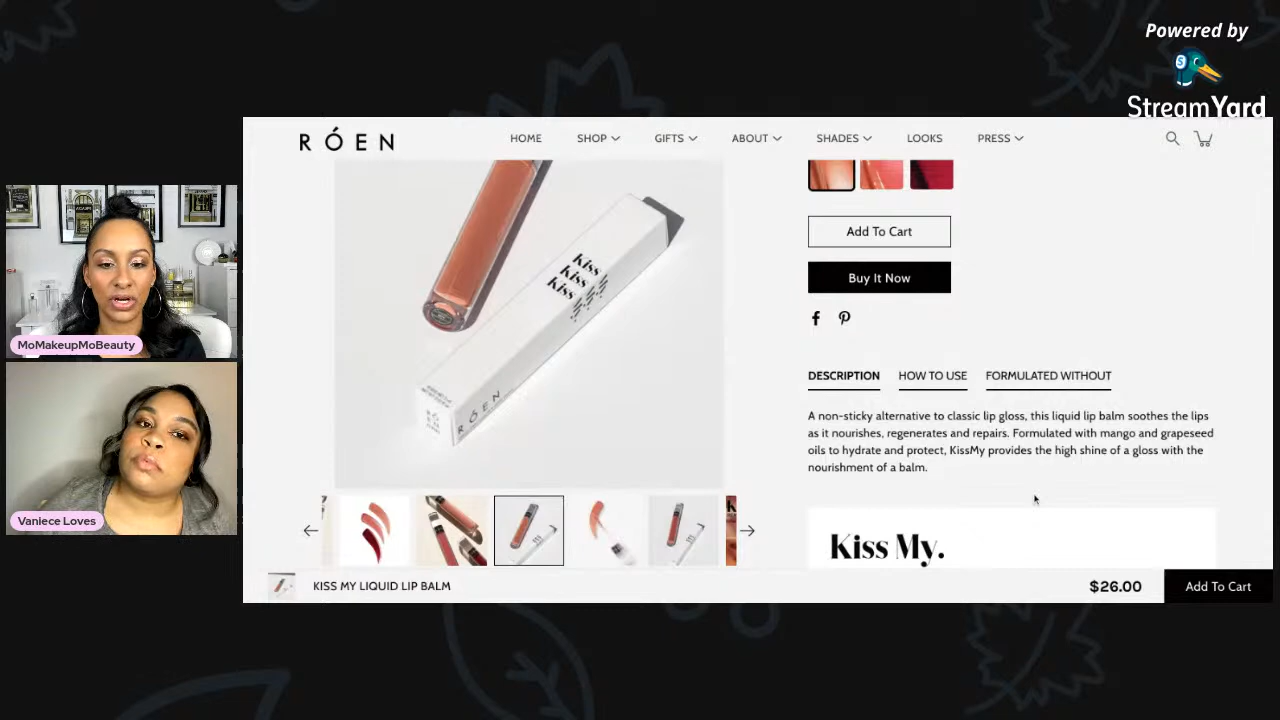 Powered by
StreamYard
RÓEN
HOME SHOP GIFTS ABOUT SHADES LOOKS PRESS
Kiss
kiss
kiss
RÓEN
Add To Cart
Buy It Now
DESCRIPTION HOW TO USE FORMULATED WITHOUT
A non-sticky alternative to classic lip gloss, this liquid lip balm soothes the lips
as it nourishes, regenerates and repairs. Formulated with mango and grapeseed
oils to hydrate and protect, KissMy provides the high shine of a gloss with the
nourishment of a balm.
Kiss My.
KISS MY LIQUID LIP BALM
$26.00
Add To Cart
MoMakeupMoBeauty
Vaniece Loves